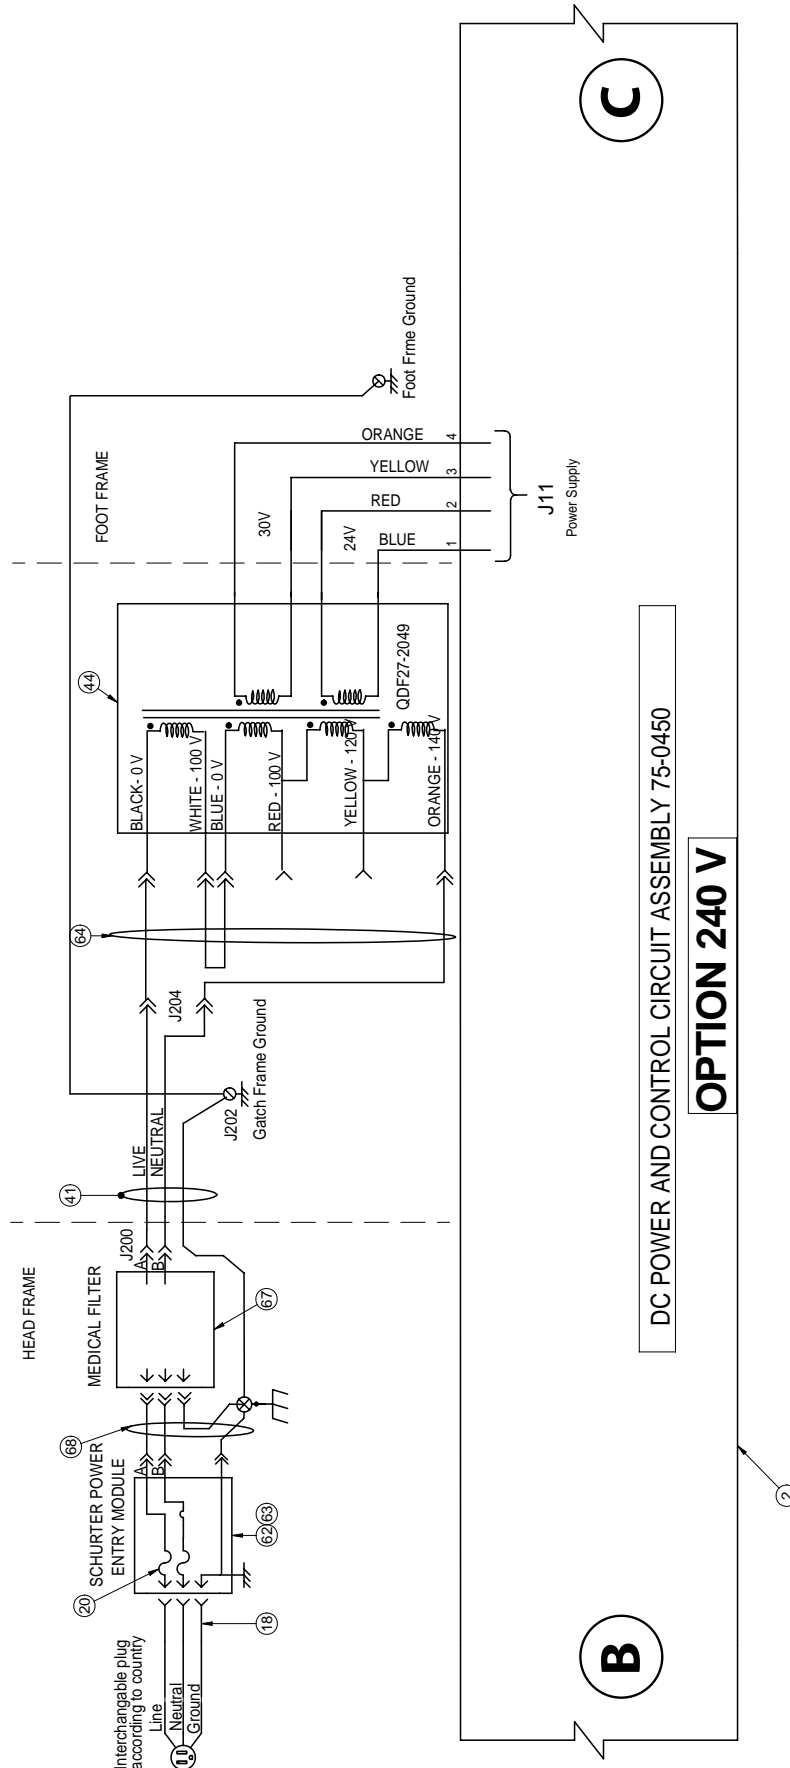 Interchangable plug
according to country
Line
Neutral
Ground
18
20
SCHURTER POWER
ENTRY MODULE
62
63
A
B
68
HEAD FRAME
MEDICAL FILTER
67
J200
A
B
41
LIVE
NEUTRAL
J202
Gatch Frame Ground
J204
64
44
BLACK- 0 V
WHITE - 100 V
BLUE - 0 V
RED - 100 V
YELLOW - 120 V
ORANGE - 140 V
QDF27-2049
FOOT FRAME
30V
24V
ORANGE 4
YELLOW 3
RED 2
BLUE 1
Foot Frme Ground
J11
Power Supply
DC POWER AND CONTROL CIRCUIT ASSEMBLY 75-0450
OPTION 240 V
B
C
2